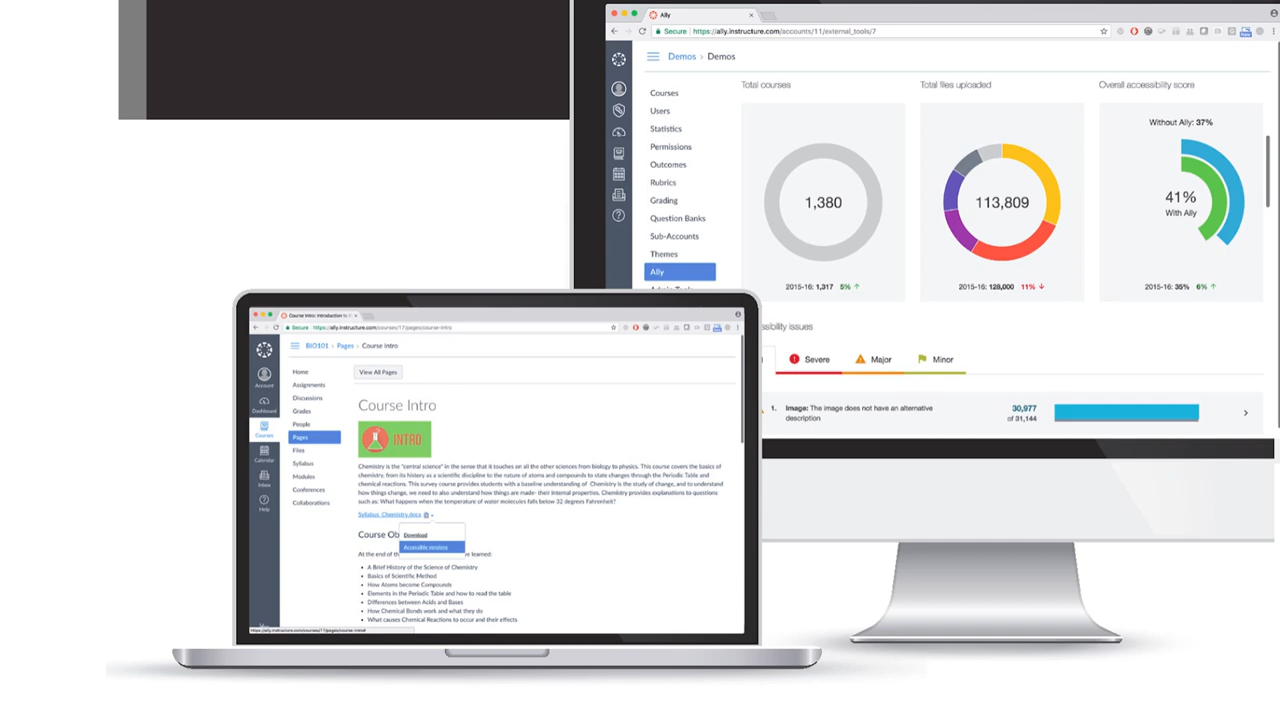 Ally
Secure https://ally.instructure.com/accounts/11/external_tools/7
Demos > Demos
Courses
Users
Statistics
Permissions
Outcomes
Rubrics
Grading
Question Banks
Sub-Accounts
Themes
Ally
Total courses
1,380
2015-16: 1,317 5% ↑
Total files uploaded
113,809
2015-16: 128,000 11% ↓
Overall accessibility score
Without Ally: 37%
41%
With Ally
2015-16: 35% 6% ↑
issues
Severe
Major
Minor
1. Image: The image does not have an alternative
description
30,977
of 31,144
Secure https://ally.instructure.com/courses/17/pages/course-intro
BIO101 > Pages > Course Intro
Account
Dashboard
Courses
Calendar
Inbox
Help
Home
Assignments
Discussions
Grades
People
Pages
Files
Syllabus
Modules
Conferences
Collaborations
View All Pages
Course Intro
INTRO
Chemistry is the "central science" in the sense that it touches on all the other sciences from biology to physics. This course covers the basics of
chemistry, from its history as a scientific discipline to the nature of atoms and compounds to state changes through the Periodic Table and
chemical reactions. This survey course provides students with a baseline understanding of Chemistry is the study of change, and to understand
how things change, we need to also understand how things are made- their internal properties. Chemistry provides explanations to questions
such as: What happens when the temperature of water molecules falls below 32 degrees Fahrenheit?
Syllabus_Chemistry.docx
Download
Accessible versions
Course Ob
At the end of th e learned:
• A Brief History of the Science of Chemistry
• Basics of Scientific Method
• How Atoms become Compounds
• Elements in the Periodic Table and how to read the table
• Differences between Acids and Bases
• How Chemical Bonds work and what they do
• What causes Chemical Reactions to occur and their effects